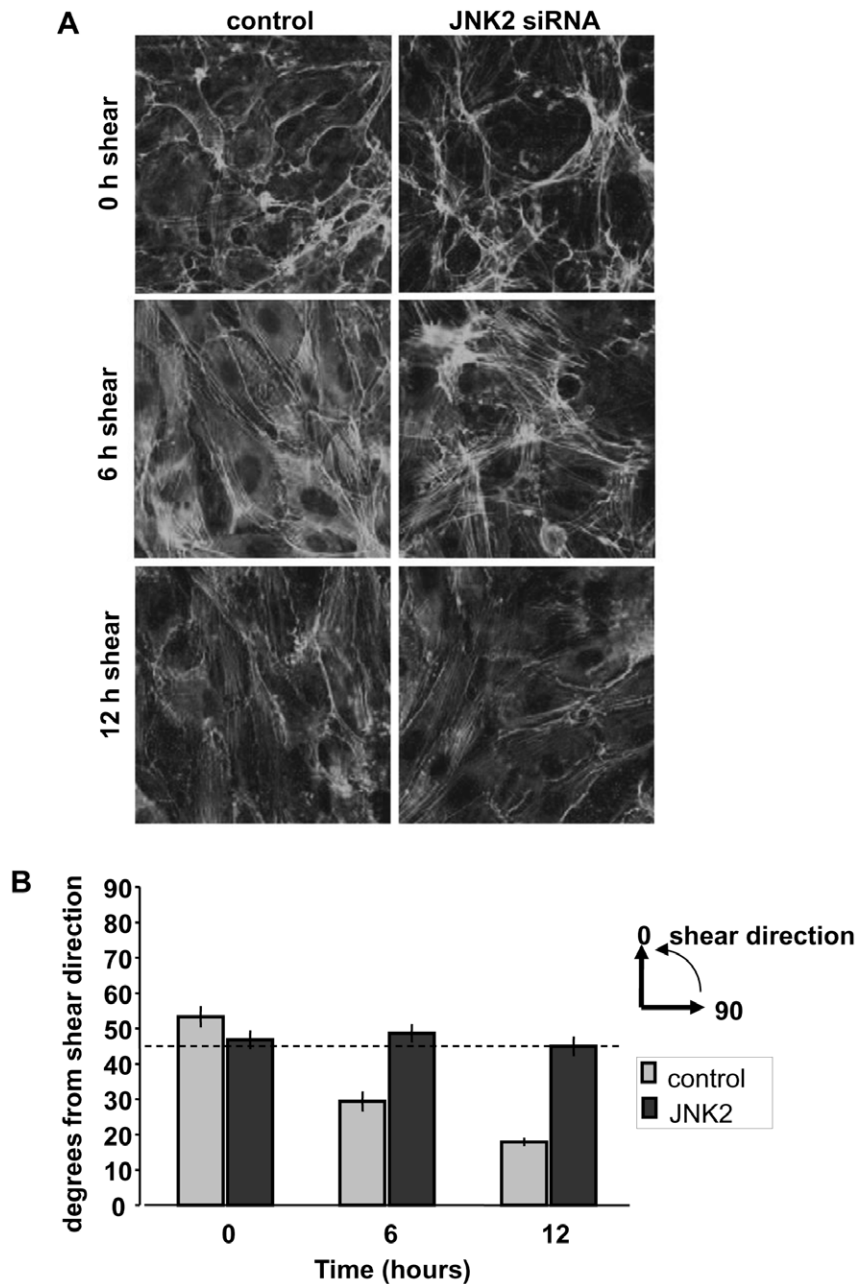 A
control JNK2 siRNA
0 h shear
6 h shear
12 h shear
B
degrees from shear direction
90
80
70
60
50
40
30
20
10
0
0 6 12
Time (hours)
0 shear direction
90
control
JNK2